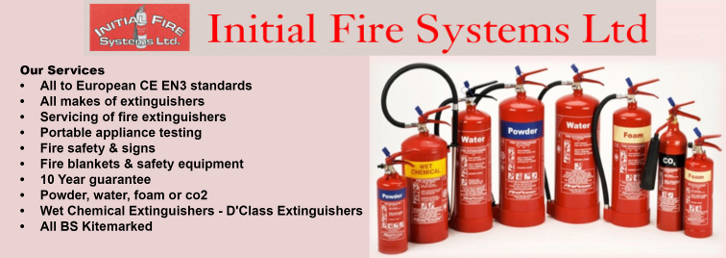 INITIAL FIRE
Systems Ltd.
Initial Fire Systems Ltd
Our Services
• All to European CE EN3 standards
• All makes of extinguishers
• Servicing of fire extinguishers
• Portable appliance testing
• Fire safety & signs
• Fire blankets & safety equipment
• 10 Year guarantee
• Powder, water, foam or co2
• Wet Chemical Extinguishers - D'Class Extinguishers
• All BS Kitemarked
Powder
WET
CHEMICAL
Water
Powder
Water
Foam
CO2
Foam